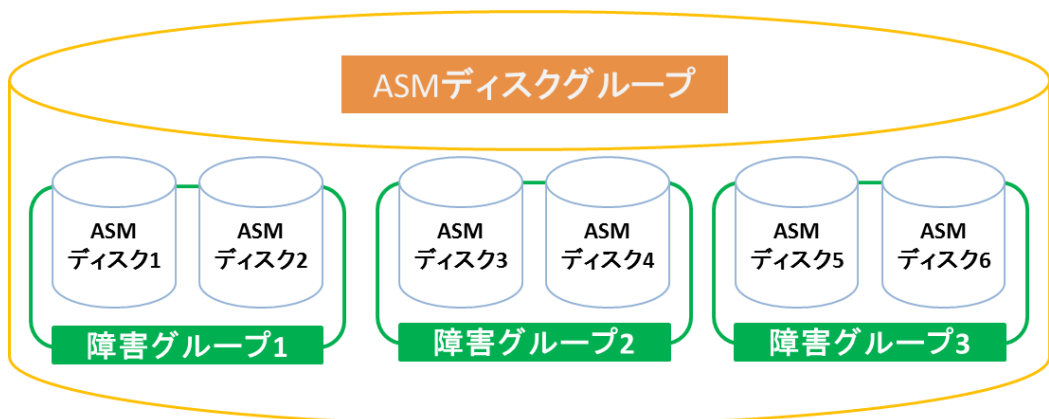 ASMディスクグループ
ASM
ディスク1
ASM
ディスク2
ASM
ディスク3
ASM
ディスク4
ASM
ディスク5
ASM
ディスク6
障害グループ1
障害グループ2
障害グループ3